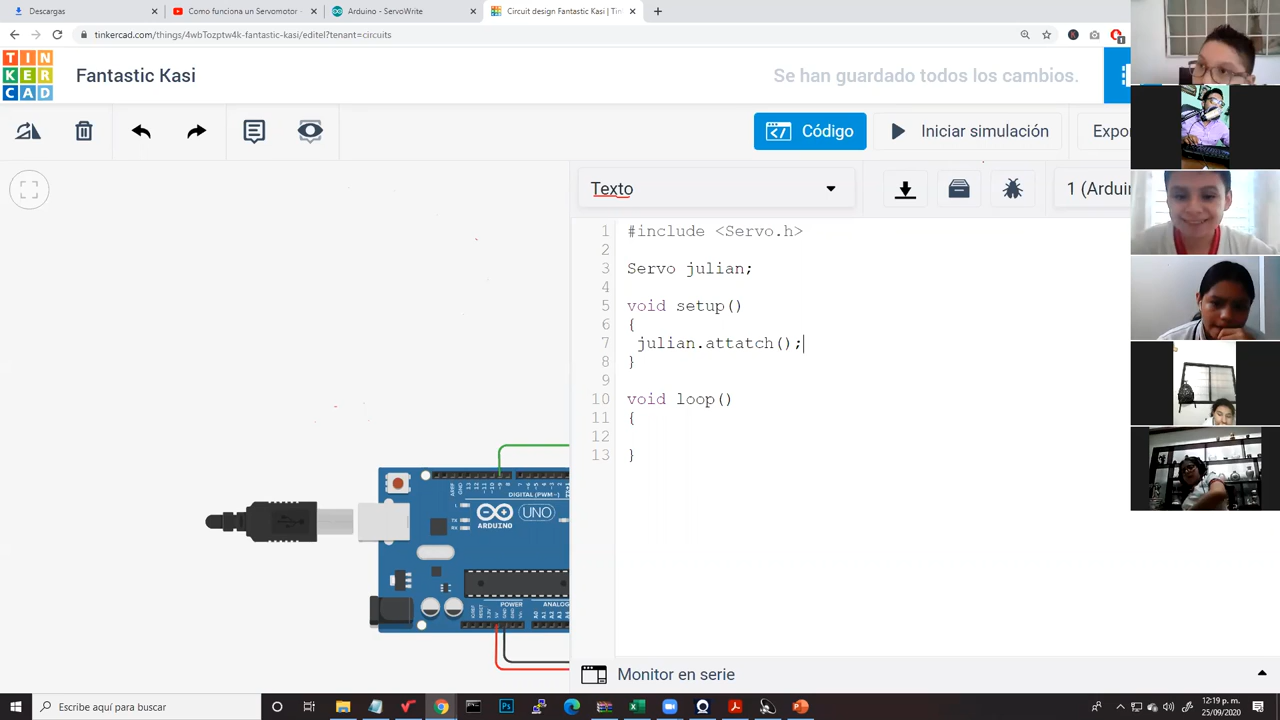 Descargas
Como funciona un Servomotor -
Arduino - ServoWrite
Circuit design Fantastic Kasi | Tin
tinkercad.com/things/4wbTozptw4k-fantastic-kasi/editel?tenant=circuits
TIN
KER
CAD
Fantastic Kasi
Se han guardado todos los cambios.
Código
Iniciar simulación
Expor
Texto
1 (Arduin
1 #include <Servo.h>
2
3 Servo julian;
4
5 void setup()
6 {
7 julian.attatch();
8 }
9
10 void loop()
11 {
12
13 }
DIGITAL (PWM~)
UNO
ARDUINO
POWER
ANALOG
Monitor en serie
Escribe aquí para buscar
12:19 p. m.
25/09/2020